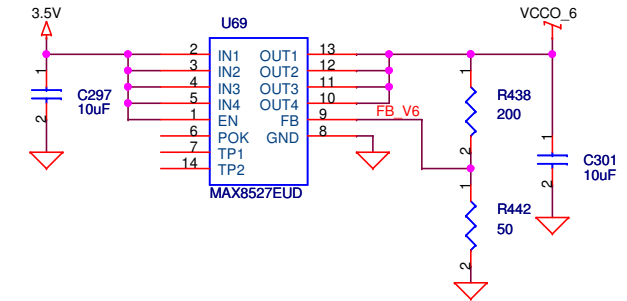 3.5V
VCCO_6
U69
2 IN1 OUT1 13
3 IN2 OUT2 12
4 IN3 OUT3 11
5 IN4 OUT4 10
1 EN FB 9 FB_V6
6 POK GND 8
7 TP1
14 TP2
MAX8527EUD
1
C297
10uF
2
1
R438
200
2
1
R442
50
2
1
C301
10uF
2